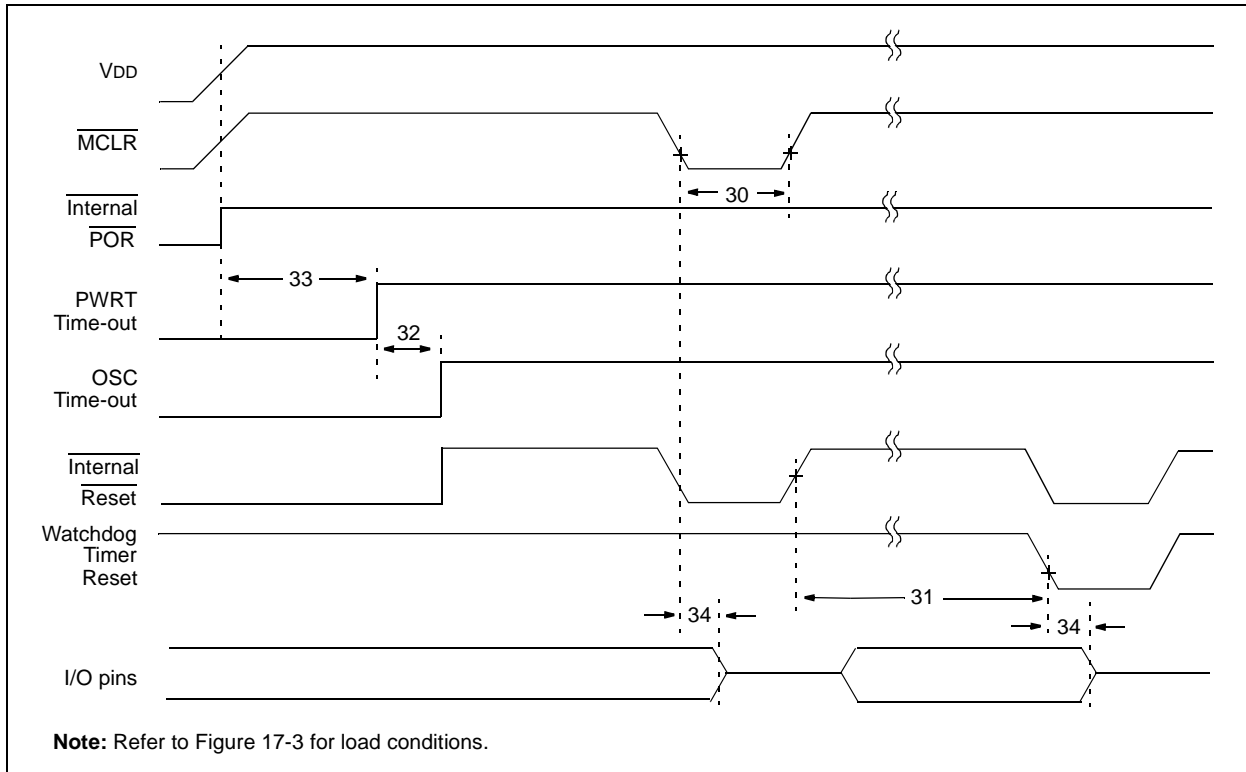 VDD
MCLR
30
Internal
POR
33
PWRT
Time-out
32
OSC
Time-out
Internal
Reset
Watchdog
Timer
Reset
31
34
34
I/O pins
Note: Refer to Figure 17-3 for load conditions.